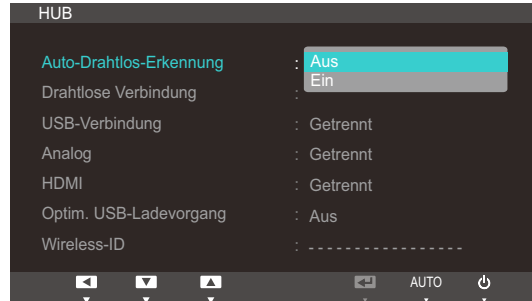 HUB
Auto-Drahtlos-Erkennung : Aus
Ein
Drahtlose Verbindung :
USB-Verbindung : Getrennt
Analog : Getrennt
HDMI : Getrennt
Optim. USB-Ladevorgang : Aus
Wireless-ID : - - - - - - - - - - - - - - - - -
AUTO